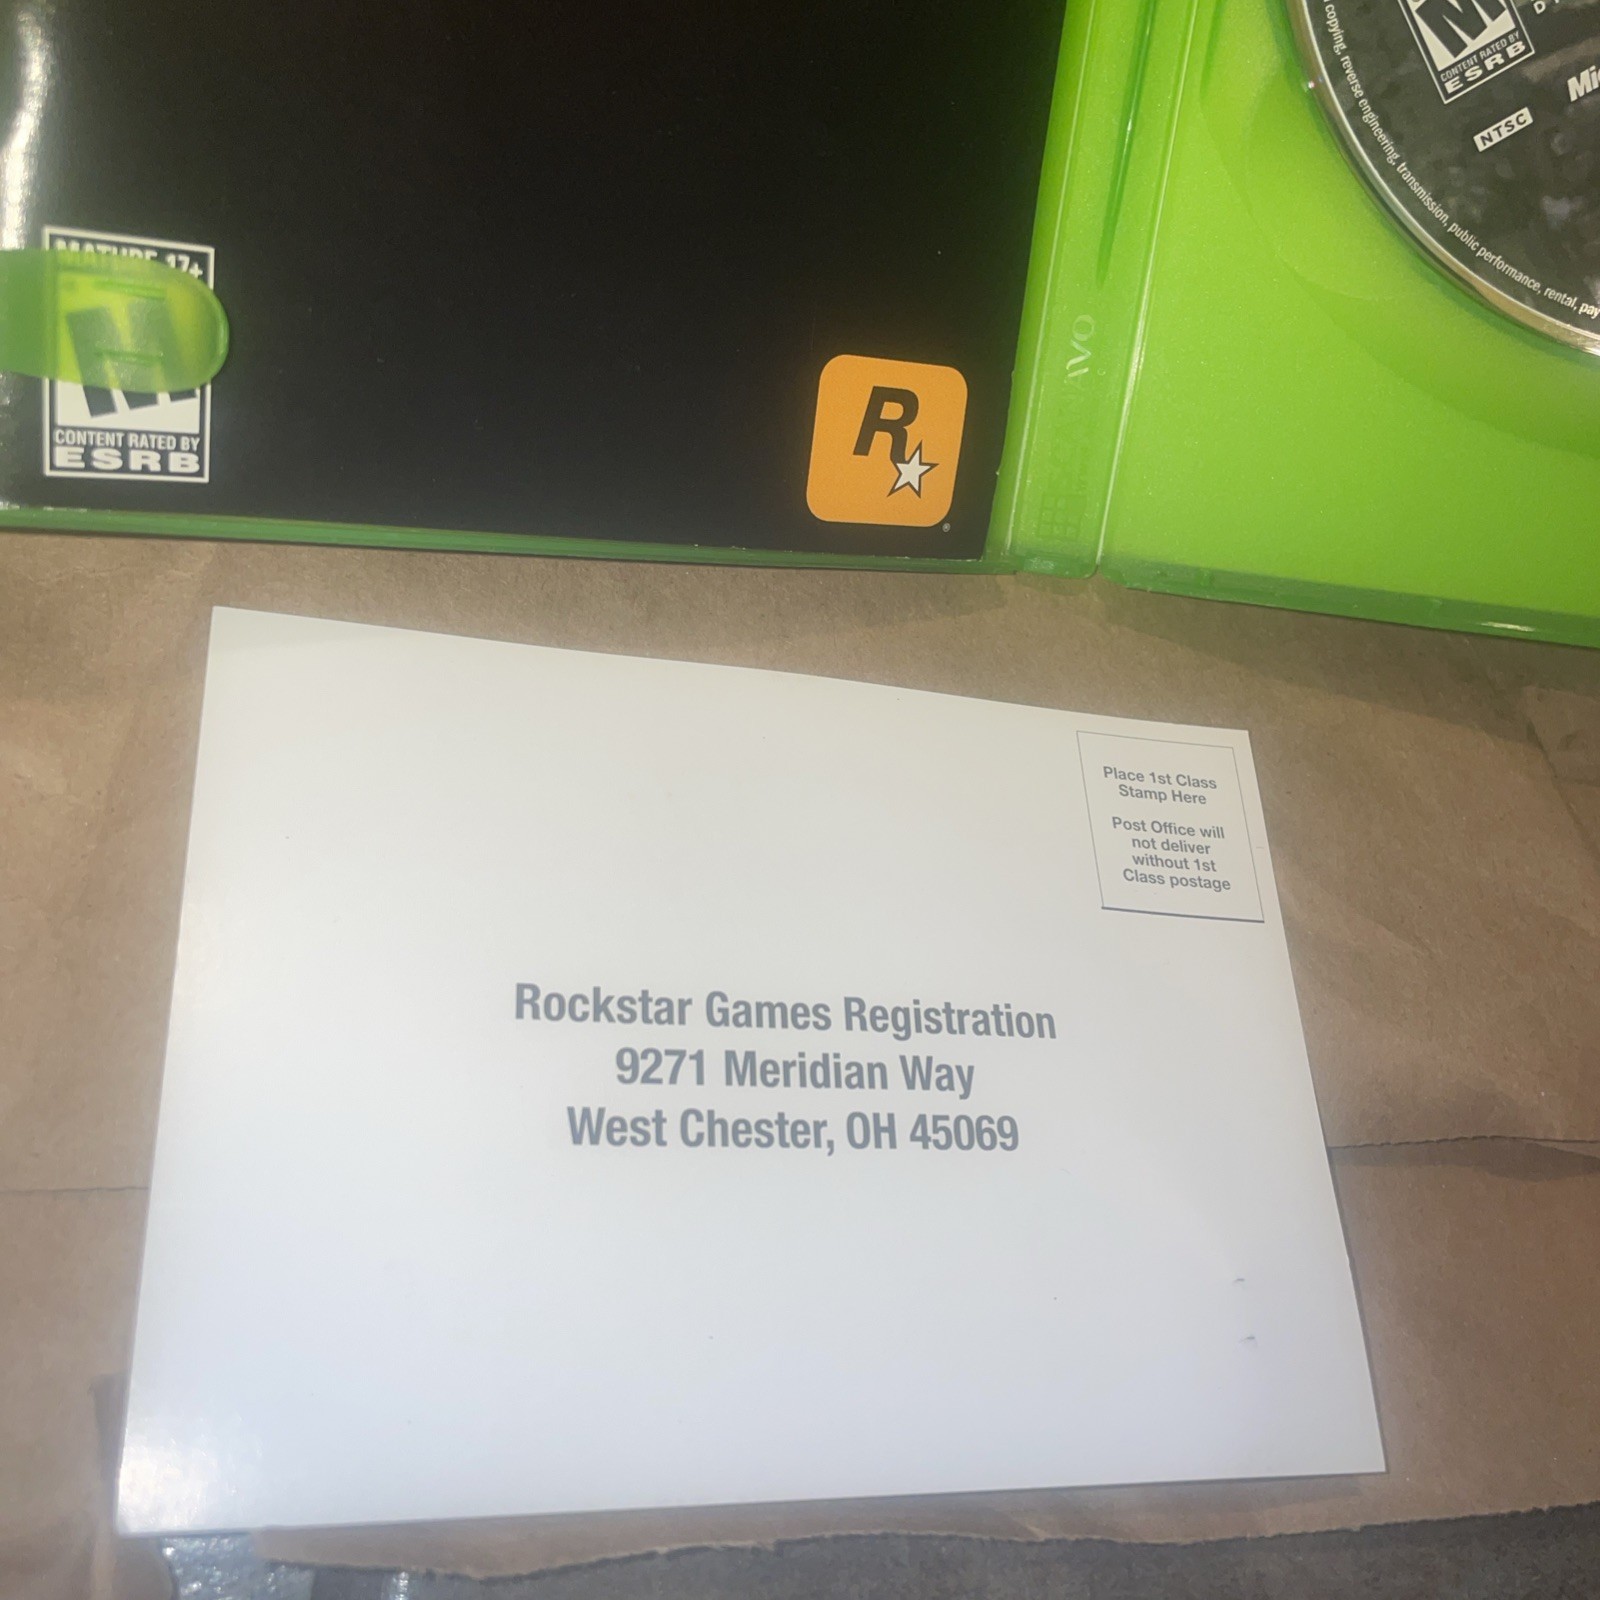 MATURE 17+
M
CONTENT RATED BY
ESRB
R
®
M
CONTENT RATED BY
ESRB
NTSC
copying, reverse engineering, transmission, public performance, rental, pay
Place 1st Class
Stamp Here
Post Office will
not deliver
without 1st
Class postage
Rockstar Games Registration
9271 Meridian Way
West Chester, OH 45069